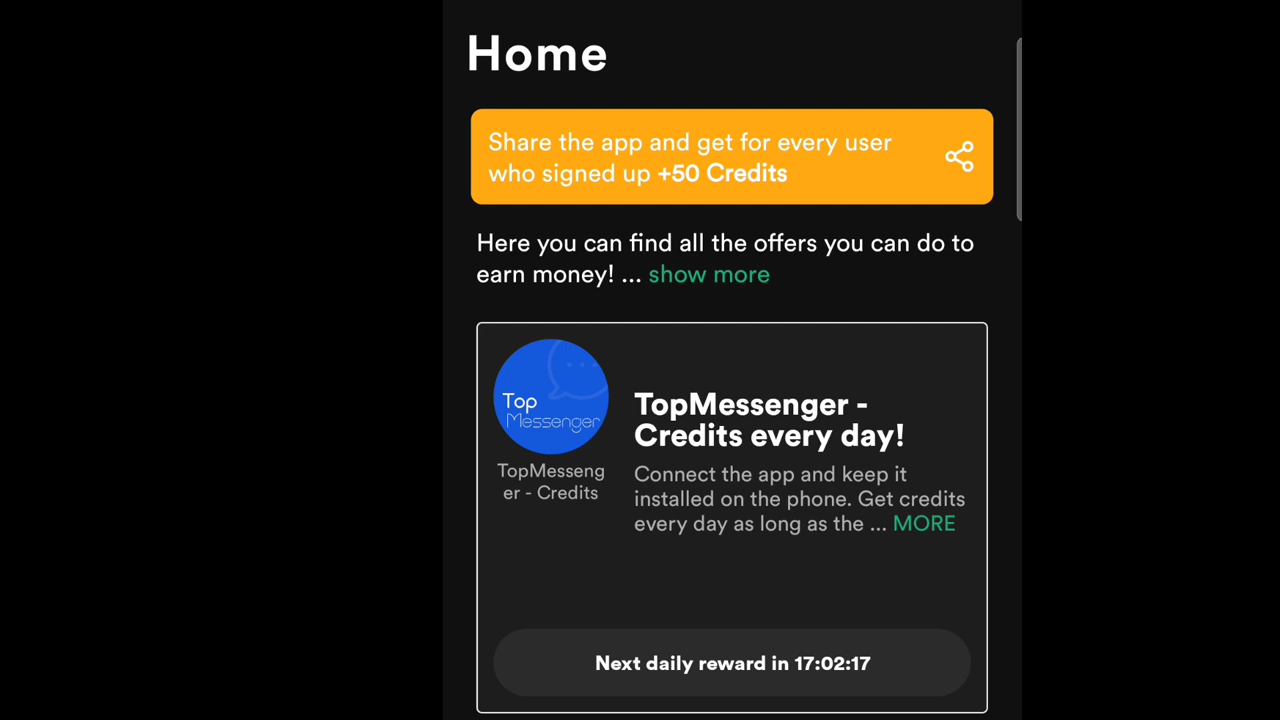 Home
Share the app and get for every user
who signed up +50 Credits
Here you can find all the offers you can do to
earn money! ... show more
Top
Messenger
TopMesseng
er - Credits
TopMessenger -
Credits every day!
Connect the app and keep it
installed on the phone. Get credits
every day as long as the ... MORE
Next daily reward in 17:02:17